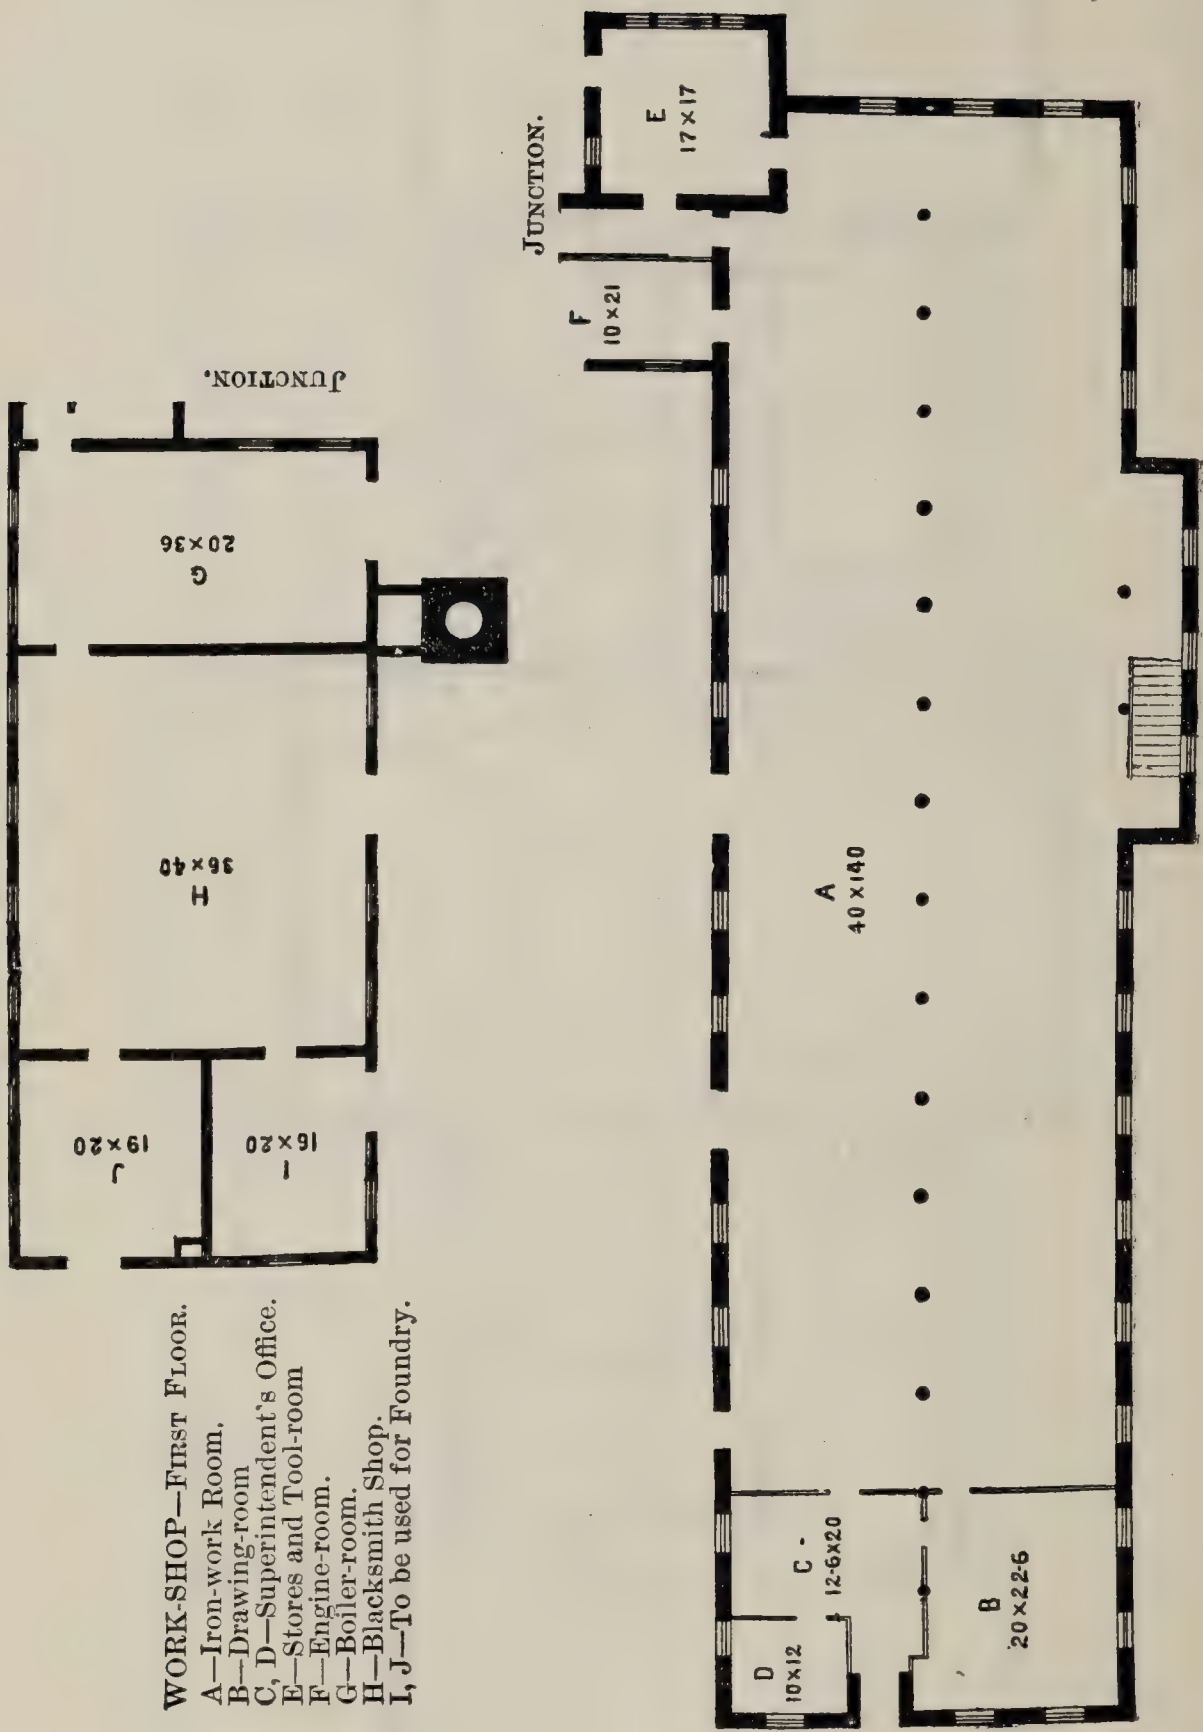 WORK-SHOP—FIRST FLOOR.
A—Iron-work Room.
B—Drawing-room
C, D—Superintendent's Office.
E—Stores and Tool-room
F—Engine-room.
G—Boiler-room.
H—Blacksmith Shop.
I, J—To be used for Foundry.
J
19×20
I
16×20
H
36×40
G
20×36
JUNCTION.
JUNCTION.
D
10×12
C
12-6×20
B
20×22-6
A
40×140
F
10×21
E
17×17